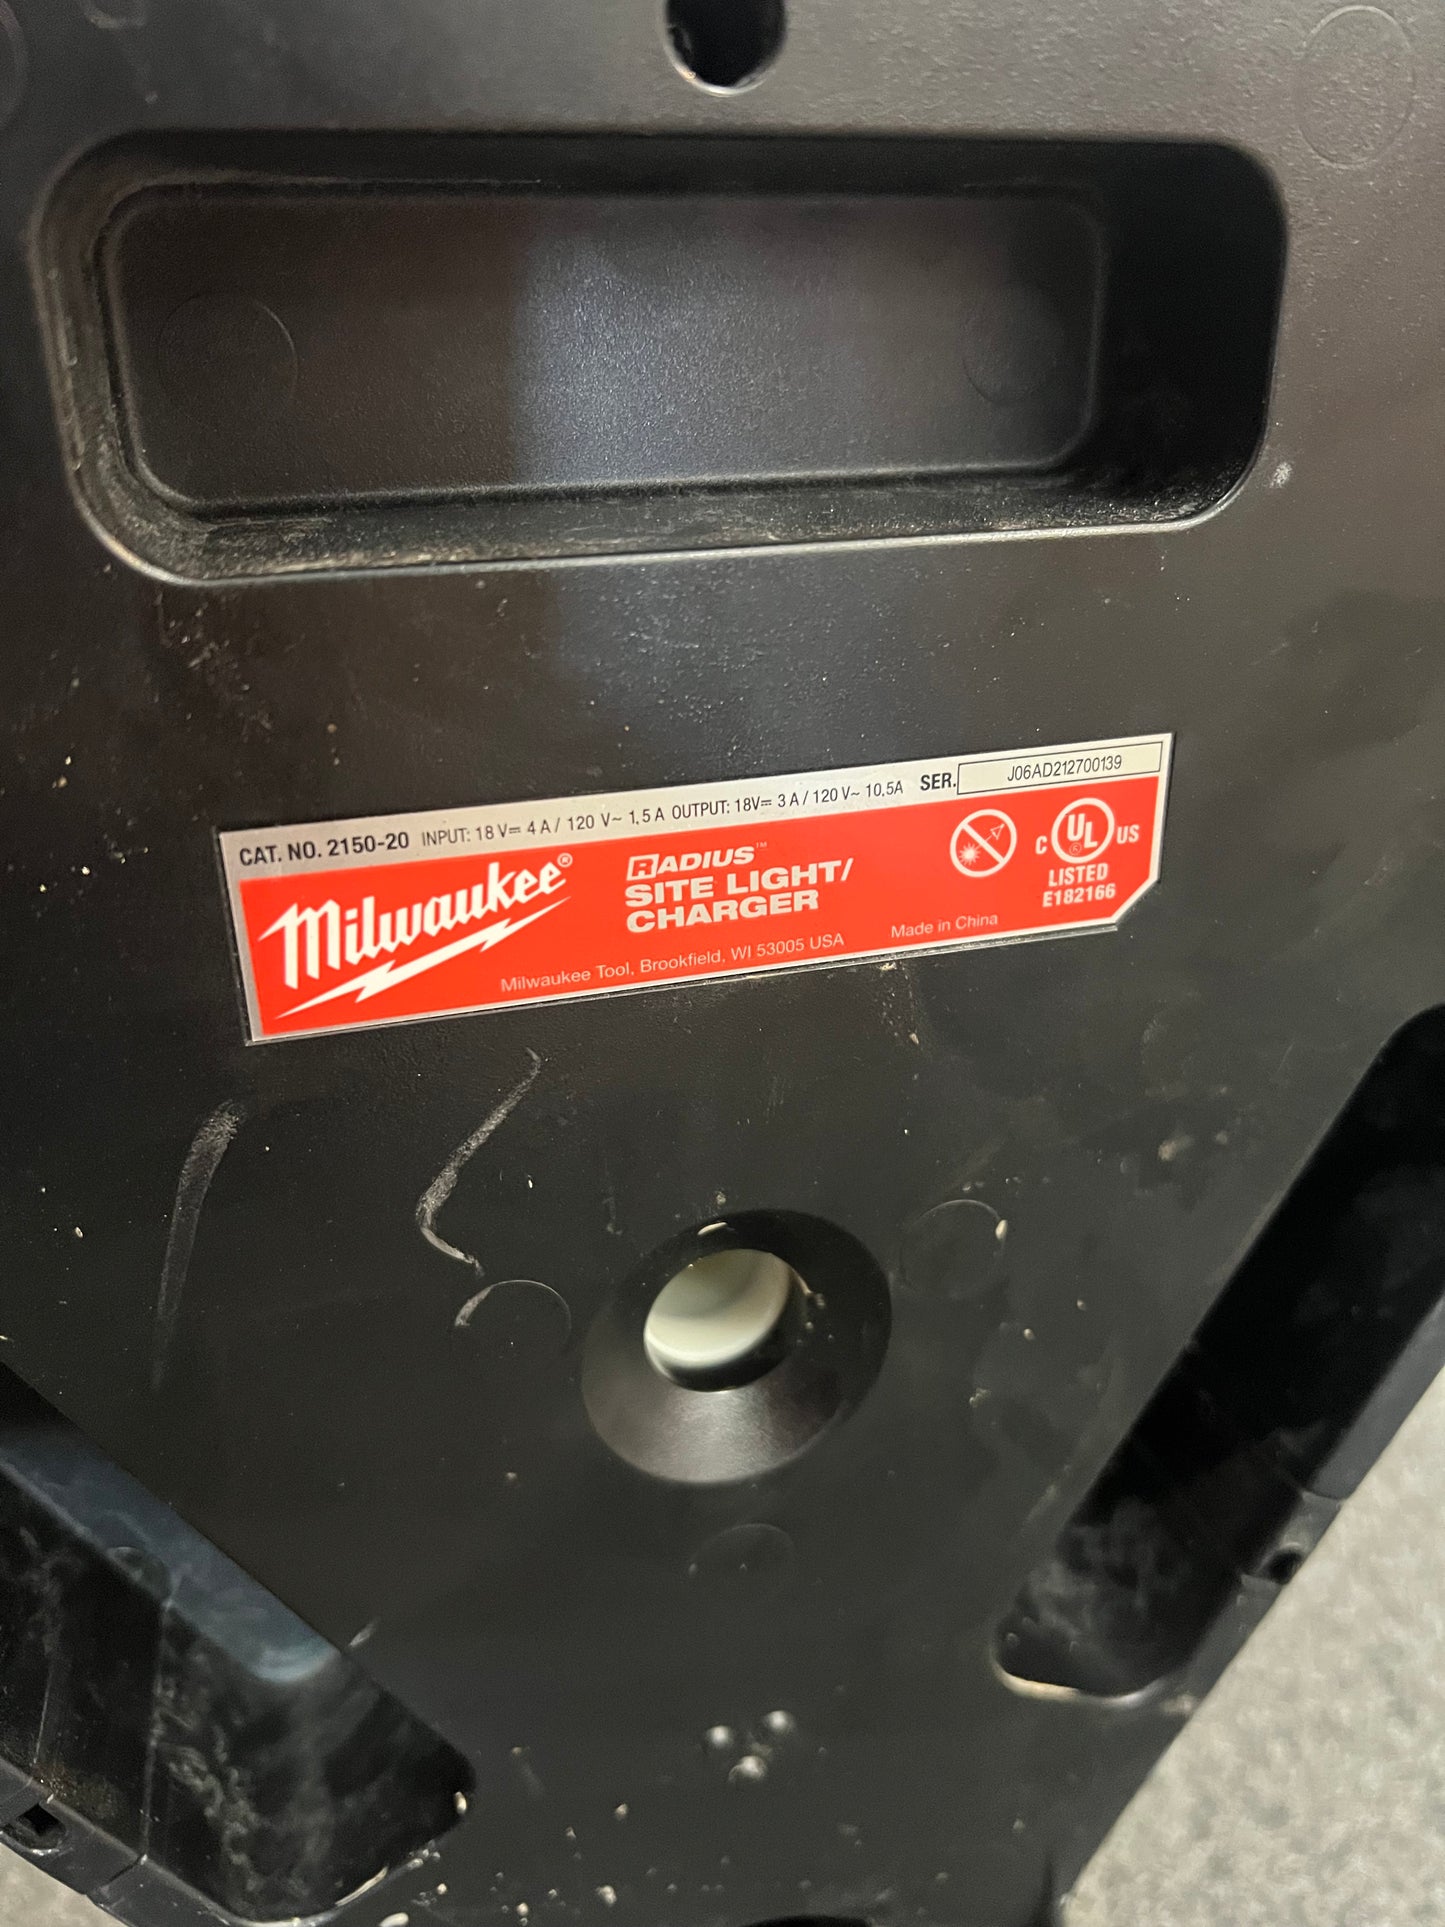 CAT. NO. 2150-20 INPUT: 18 V⎓ 4 A / 120 V~ 1,5 A OUTPUT: 18V⎓ 3 A / 120 V~ 10,5A SER. J06AD212700139
Milwaukee®
RADIUS™
SITE LIGHT/
CHARGER
Milwaukee Tool, Brookfield, WI 53005 USA Made in China
C UL US
LISTED
E182166